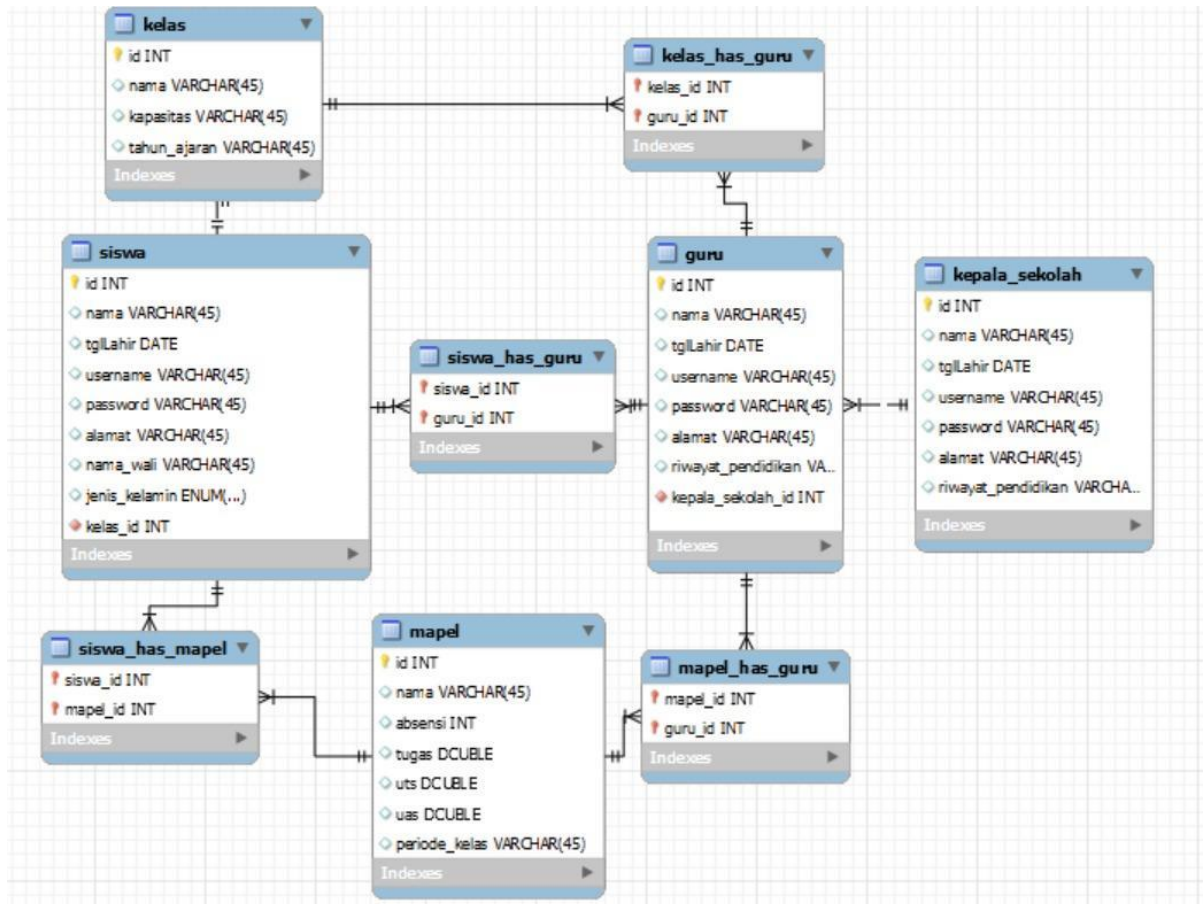 kelas
id INT
nama VARCHAR(45)
kapasitas VARCHAR(45)
tahun_ajaran VARCHAR(45)
Indexes
kelas_has_guru
kelas_id INT
guru_id INT
Indexes
siswa
id INT
nama VARCHAR(45)
tglLahir DATE
username VARCHAR(45)
password VARCHAR(45)
alamat VARCHAR(45)
nama_wali VARCHAR(45)
jenis_kelamin ENUM(...)
kelas_id INT
Indexes
siswa_has_guru
siswa_id INT
guru_id INT
Indexes
guru
id INT
nama VARCHAR(45)
tglLahir DATE
username VARCHAR(45)
password VARCHAR(45)
alamat VARCHAR(45)
riwayat_pendidikan VA...
kepala_sekolah_id INT
Indexes
kepala_sekolah
id INT
nama VARCHAR(45)
tglLahir DATE
username VARCHAR(45)
password VARCHAR(45)
alamat VARCHAR(45)
riwayat_pendidikan VARCHA...
Indexes
siswa_has_mapel
siswa_id INT
mapel_id INT
Indexes
mapel
id INT
nama VARCHAR(45)
absensi INT
tugas DOUBLE
uts DOUBLE
uas DOUBLE
periode_kelas VARCHAR(45)
Indexes
mapel_has_guru
mapel_id INT
guru_id INT
Indexes